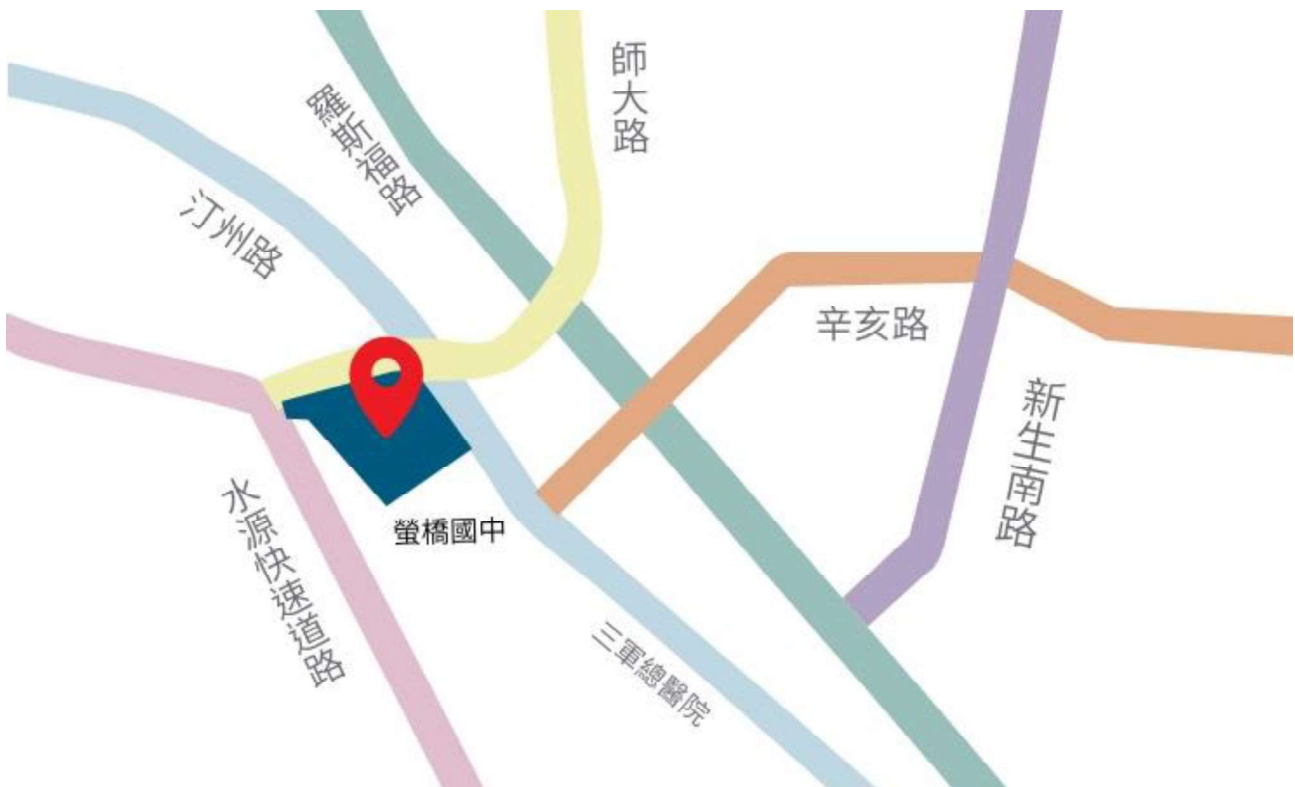 師大路
羅斯福路
汀州路
辛亥路
新生南路
水源快速道路
螢橋國中
三軍總醫院